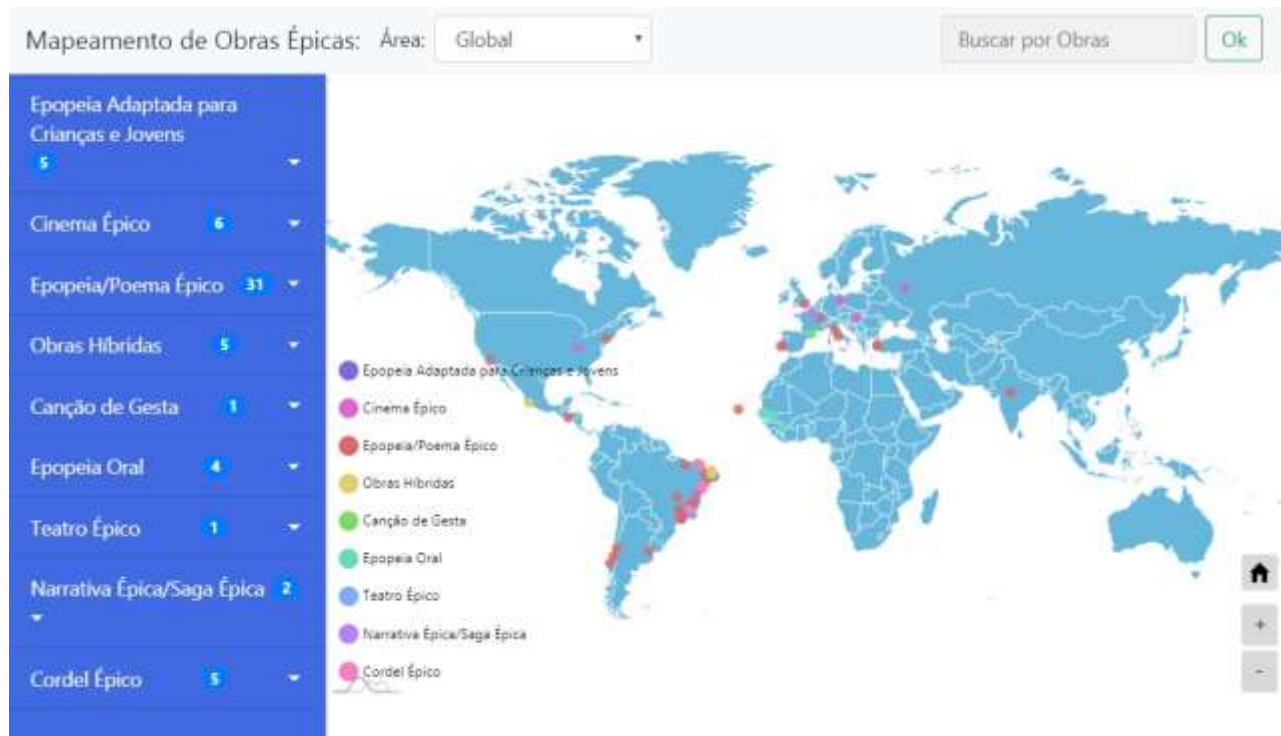 Mapeamento de Obras Épicas: Área: Global Buscar por Obras Ok
Epopeia Adaptada para
Crianças e Jovens
5
Cinema Épico 6
Epopeia/Poema Épico 31
Obras Híbridas 5
Canção de Gesta 1
Epopeia Oral 4
Teatro Épico 1
Narrativa Épica/Saga Épica 2
Cordel Épico 5
Epopeia Adaptada para Crianças e Jovens
Cinema Épico
Epopeia/Poema Épico
Obras Híbridas
Canção de Gesta
Epopeia Oral
Teatro Épico
Narrativa Épica/Saga Épica
Cordel Épico
+
-